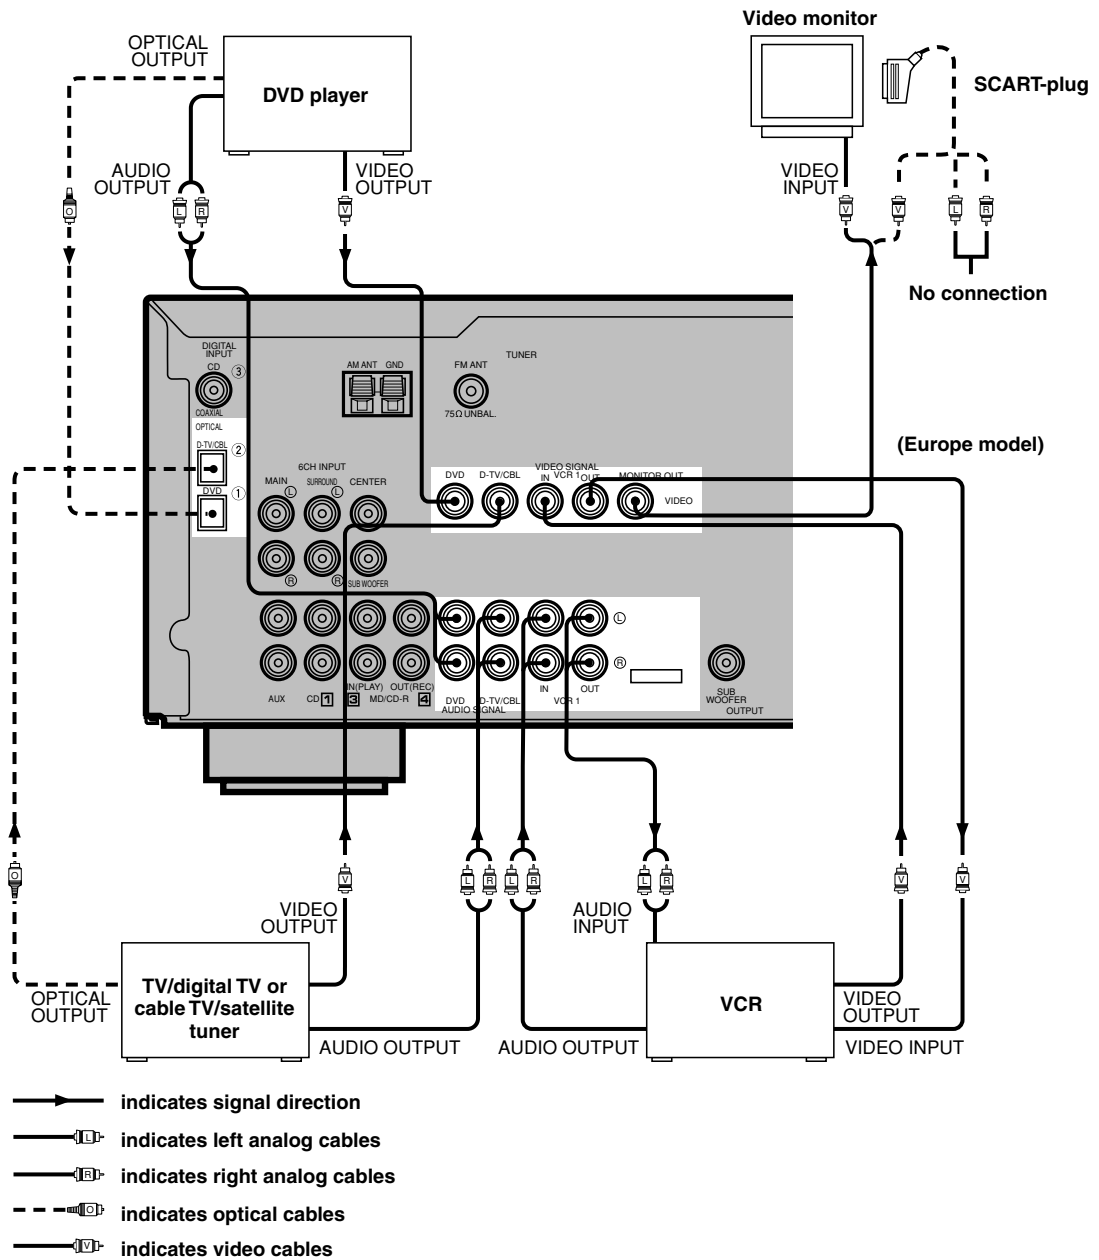 Video monitor
OPTICAL
OUTPUT
DVD player
SCART-plug
AUDIO
OUTPUT
VIDEO
OUTPUT
VIDEO
INPUT
O
L
R
V
V
V
L
R
No connection
DIGITAL
INPUT
CD
3
COAXIAL
OPTICAL
D-TV/CBL
2
DVD
1
TUNER
AM ANT
GND
FM ANT
75Ω UNBAL.
(Europe model)
6CH INPUT
MAIN
L
SURROUND
L
CENTER
R
R
SUB WOOFER
VIDEO SIGNAL
DVD
D-TV/CBL
IN
VCR 1
OUT
MONITOR OUT
VIDEO
L
R
AUX
CD
1
IN(PLAY)
3
MD/CD-R
OUT(REC)
4
DVD
D-TV/CBL
AUDIO SIGNAL
IN
VCR 1
OUT
SUB
WOOFER
OUTPUT
O
V
L
R
L
R
L
R
V
V
VIDEO
OUTPUT
AUDIO
INPUT
OPTICAL
OUTPUT
TV/digital TV or
cable TV/satellite
tuner
AUDIO OUTPUT
AUDIO OUTPUT
VCR
VIDEO
OUTPUT
VIDEO INPUT
indicates signal direction
L
indicates left analog cables
R
indicates right analog cables
O
indicates optical cables
V
indicates video cables